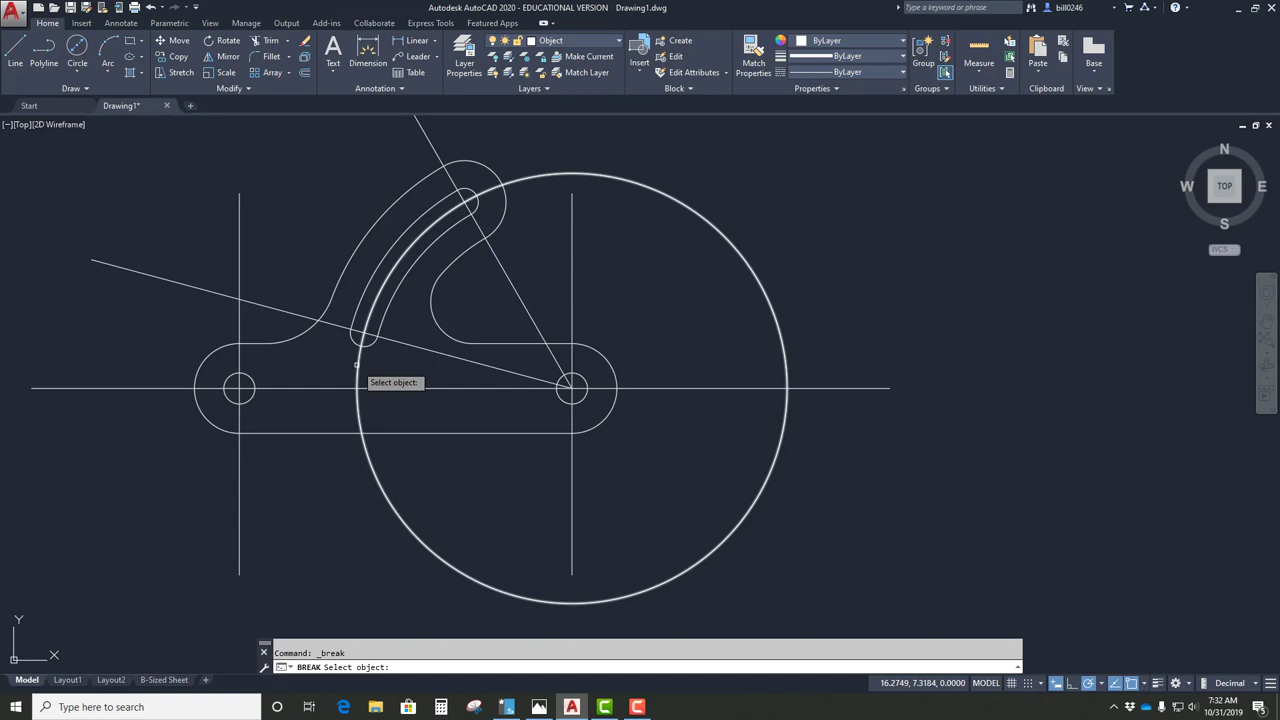 Autodesk AutoCAD 2020 - EDUCATIONAL VERSION Drawing1.dwg
Type a keyword or phrase
bill0246
Home Insert Annotate Parametric View Manage Output Add-ins Collaborate Express Tools Featured Apps
Move Rotate Trim Linear Object Create ByLayer
Copy Mirror Fillet Leader Make Current Edit ByLayer
Line Polyline Circle Arc Stretch Scale Array Text Dimension Table Layer Properties Match Layer Insert Edit Attributes Match Properties ByLayer Group Measure Paste Base
Draw Modify Annotation Layers Block Properties Groups Utilities Clipboard View
Start Drawing1*
[−][Top][2D Wireframe]
N
W TOP E
S
WCS
Select object:
Y
X
Command: _break
BREAK Select object:
Model Layout1 Layout2 B-Sized Sheet
16.2749, 7.3184, 0.0000 MODEL Decimal
Type here to search
7:32 AM
10/31/2019